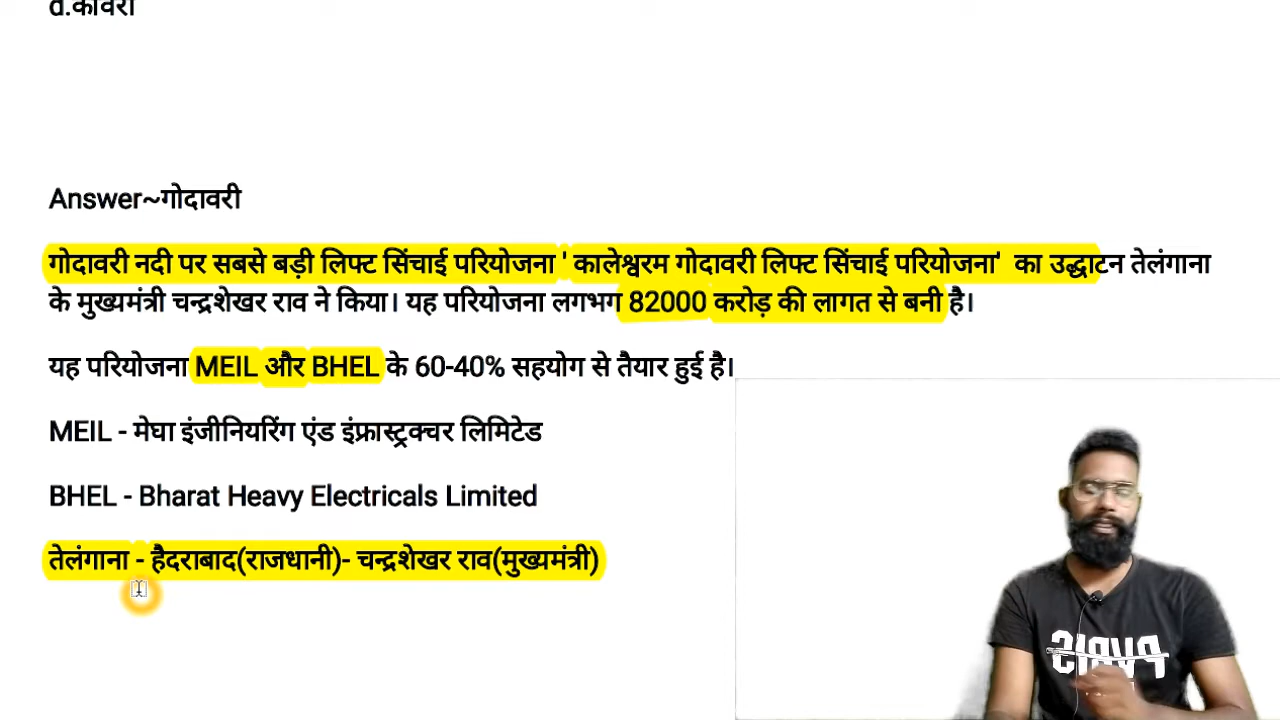 d.कावेरी
Answer~गोदावरी
गोदावरी नदी पर सबसे बड़ी लिफ्ट सिंचाई परियोजना ' कालेश्वरम गोदावरी लिफ्ट सिंचाई परियोजना' का उद्घाटन तेलंगाना
के मुख्यमंत्री चन्द्रशेखर राव ने किया। यह परियोजना लगभग 82000 करोड़ की लागत से बनी है।
यह परियोजना MEIL और BHEL के 60-40% सहयोग से तैयार हुई है।
MEIL - मेघा इंजीनियरिंग एंड इंफ्रास्ट्रक्चर लिमिटेड
BHEL - Bharat Heavy Electricals Limited
तेलंगाना - हैदराबाद(राजधानी)- चन्द्रशेखर राव(मुख्यमंत्री)